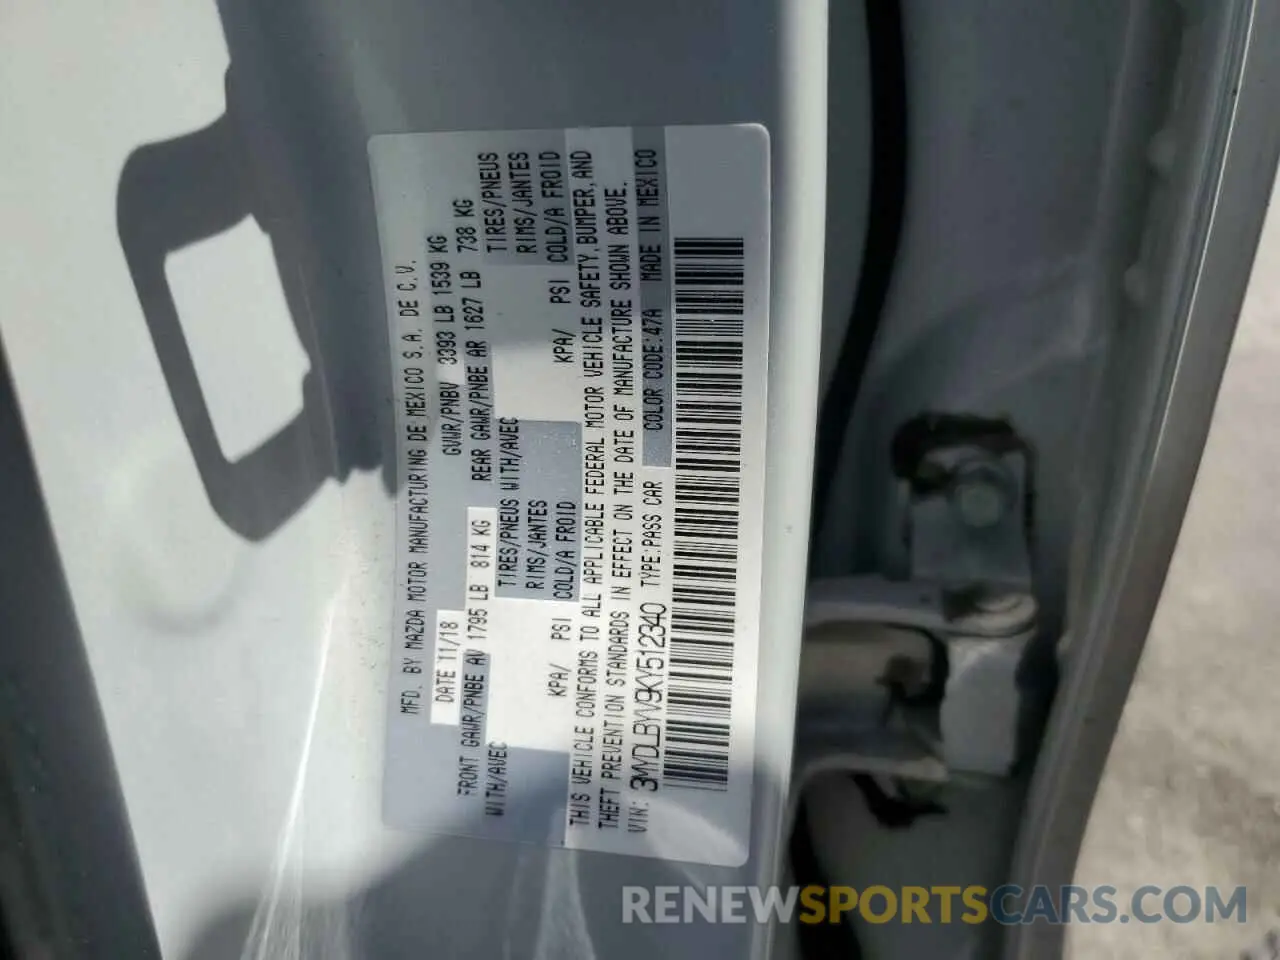 MFD. BY MAZDA MOTOR MANUFACTURING DE MEXICO S.A. DE C.V.
DATE 11/18 GVWR/PNBV 3393 LB 1539 KG
FRONT GAWR/PNBE AV 1795 LB 814 KG REAR GAWR/PNBE AR 1627 LB 738 KG
WITH/AVEC TIRES/PNEUS WITH/AVEC TIRES/PNEUS
RIMS/JANTES RIMS/JANTES
KPA/ PSI COLD/A FROID KPA/ PSI COLD/A FROID
THIS VEHICLE CONFORMS TO ALL APPLICABLE FEDERAL MOTOR VEHICLE SAFETY, BUMPER, AND
THEFT PREVENTION STANDARDS IN EFFECT ON THE DATE OF MANUFACTURE SHOWN ABOVE.
VIN: 3MYDLBYV9KY512340 TYPE:PASS CAR COLOR CODE:47A MADE IN MEXICO
RENEWSPORTSCARS.COM